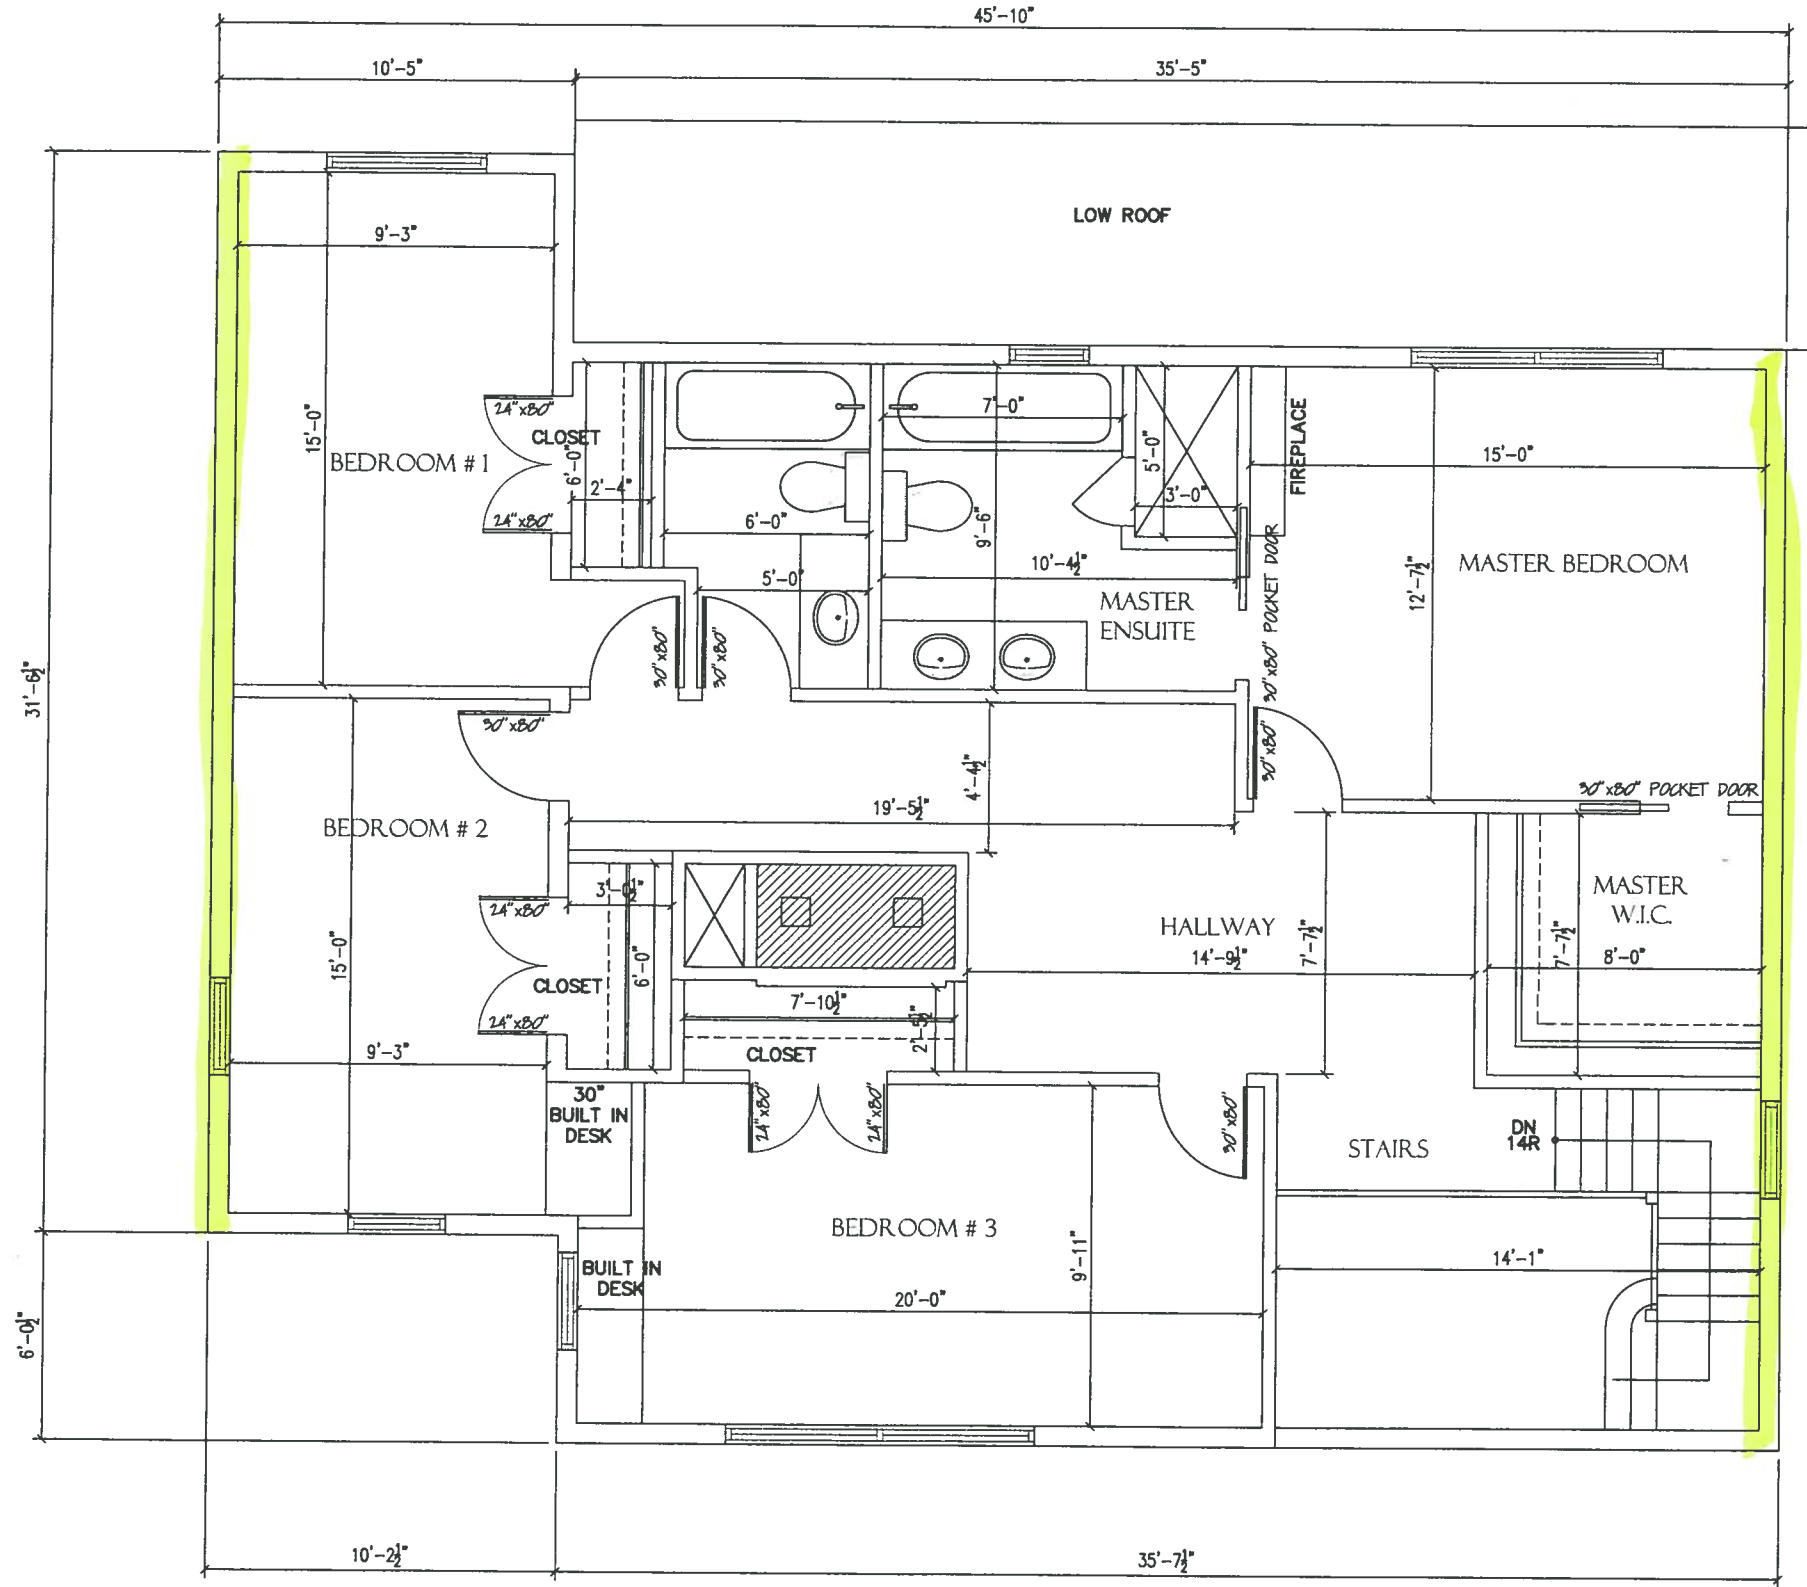 45'-10"
10'-5"
35'-5"
LOW ROOF
9'-3"
15'-0"
24"x80"
CLOSET
BEDROOM # 1
6'-0"
2'-4"
24"x80"
6'-0"
5'-0"
30"x80"
30"x80"
7'-0"
5'-0"
3'-0"
9'-6"
10'-4½"
MASTER
ENSUITE
FIREPLACE
30"x80" POCKET DOOR
15'-0"
MASTER BEDROOM
12'-7½"
31'-6½"
30"x80"
BEDROOM # 2
4'-4½"
19'-5½"
30"x80"
30"x80" POCKET DOOR
3'-0½"
24"x80"
15'-0"
6'-0"
CLOSET
24"x80"
9'-3"
HALLWAY
14'-9½"
7'-7½"
MASTER
W.I.C.
7'-7½"
8'-0"
7'-10½"
2'-5½"
CLOSET
24"x80"
24"x80"
30"x80"
30"
BUILT IN
DESK
DN
14R
STAIRS
BEDROOM # 3
9'-11"
BUILT IN
DESK
20'-0"
14'-1"
6'-0½"
10'-2½"
35'-7½"